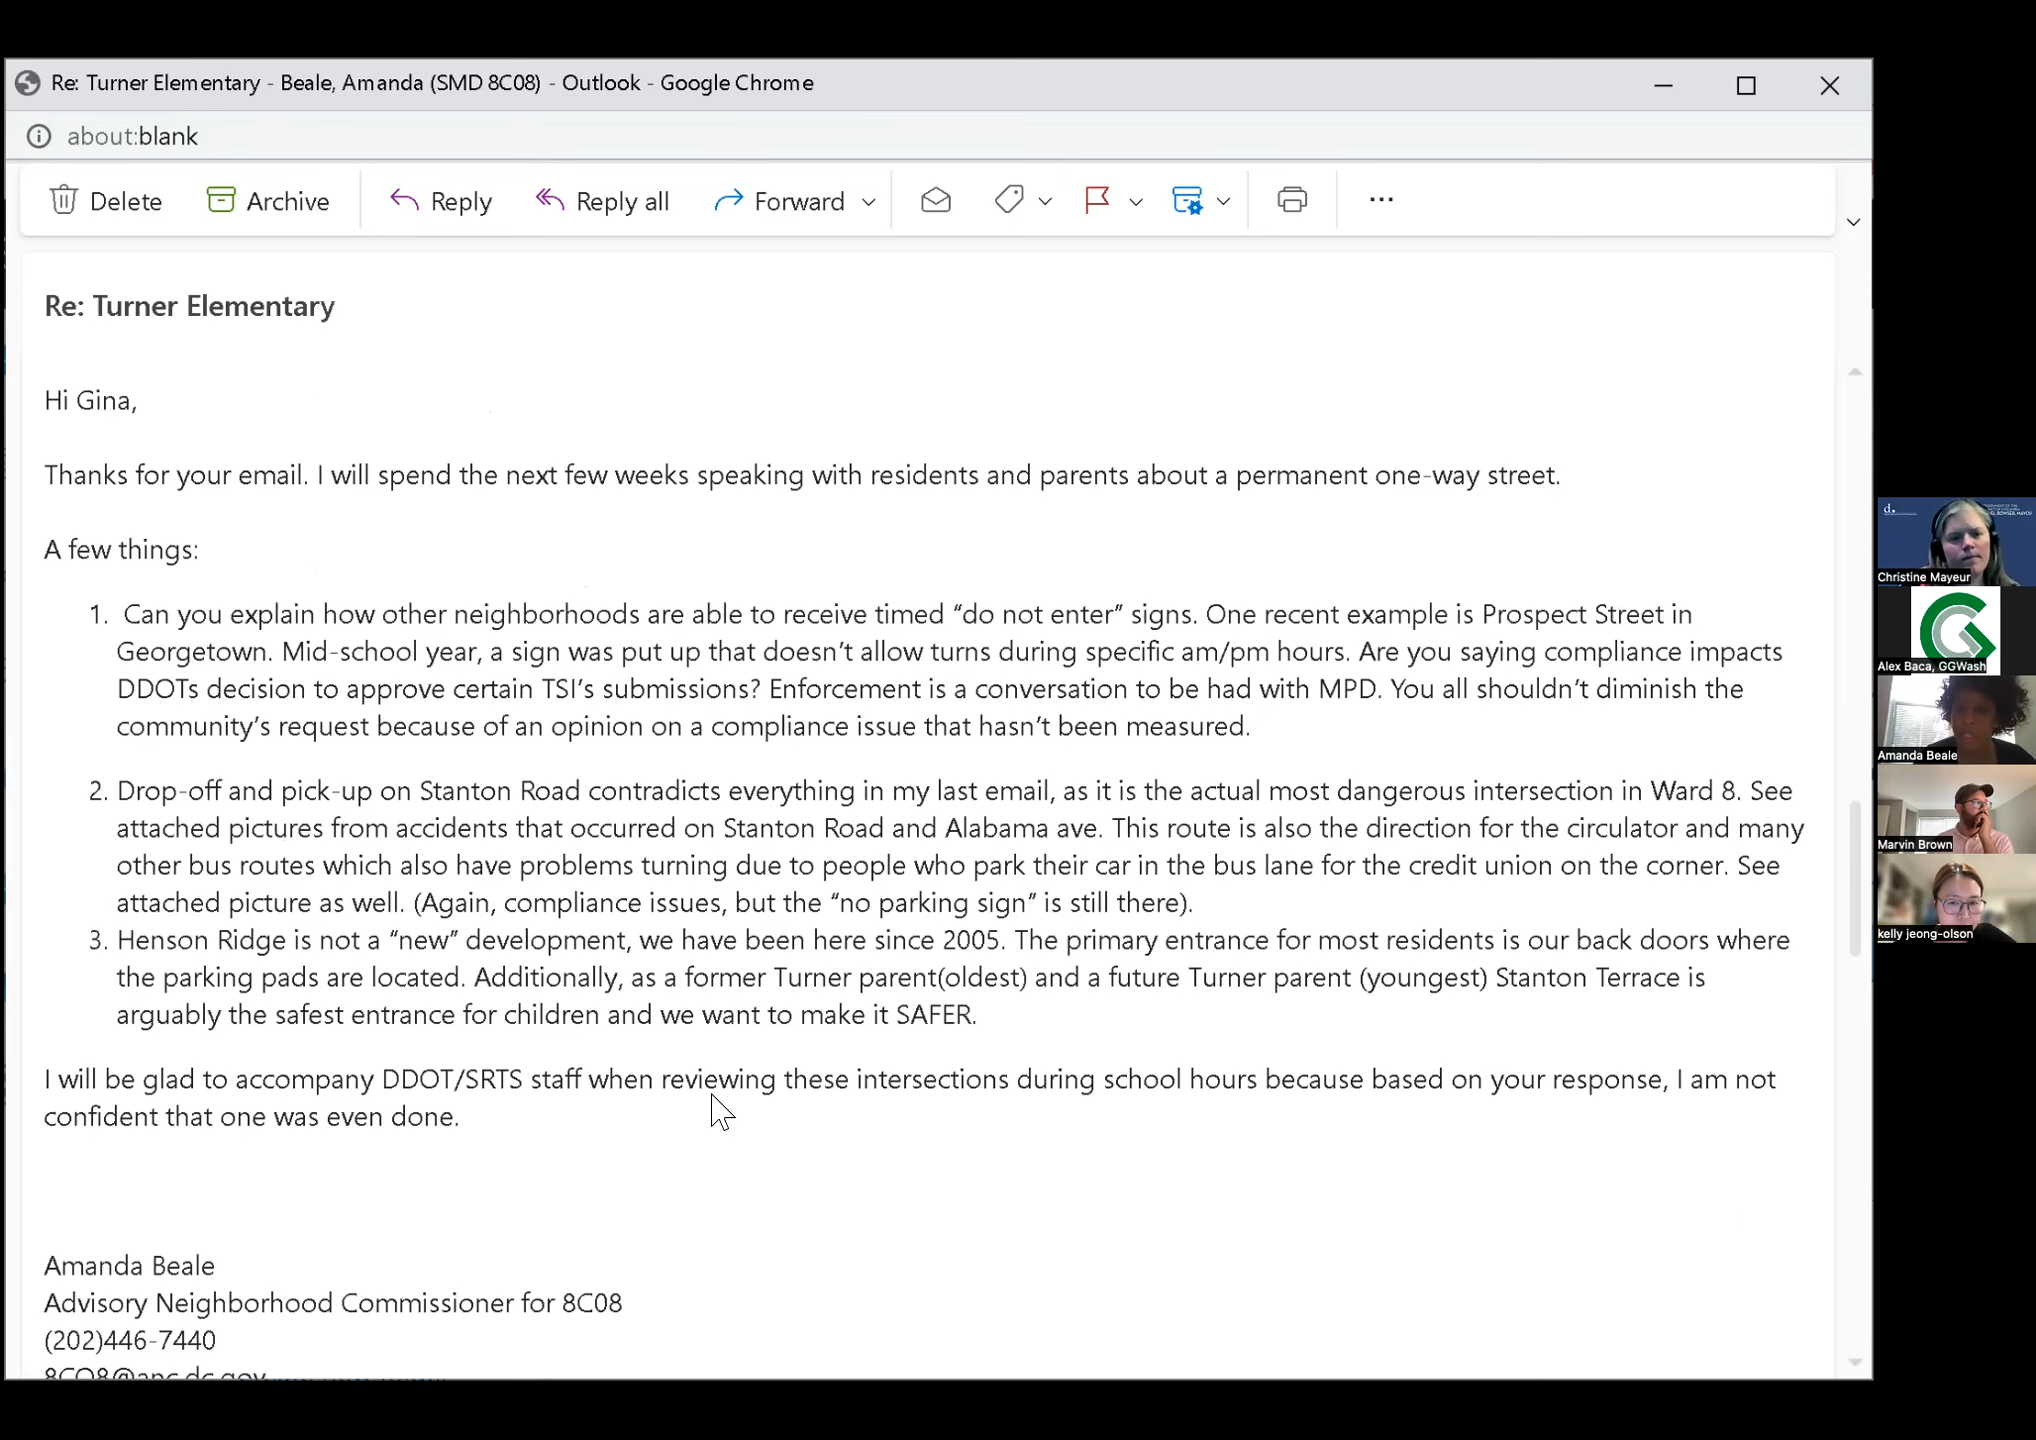 Re: Turner Elementary - Beale, Amanda (SMD 8C08) - Outlook - Google Chrome
about:blank
Delete
Archive
Reply
Reply all
Forward
Re: Turner Elementary
Hi Gina,
Thanks for your email. I will spend the next few weeks speaking with residents and parents about a permanent one-way street.
A few things:
1. Can you explain how other neighborhoods are able to receive timed “do not enter” signs. One recent example is Prospect Street in
Georgetown. Mid-school year, a sign was put up that doesn’t allow turns during specific am/pm hours. Are you saying compliance impacts
DDOTs decision to approve certain TSI’s submissions? Enforcement is a conversation to be had with MPD. You all shouldn’t diminish the
community’s request because of an opinion on a compliance issue that hasn’t been measured.
2. Drop-off and pick-up on Stanton Road contradicts everything in my last email, as it is the actual most dangerous intersection in Ward 8. See
attached pictures from accidents that occurred on Stanton Road and Alabama ave. This route is also the direction for the circulator and many
other bus routes which also have problems turning due to people who park their car in the bus lane for the credit union on the corner. See
attached picture as well. (Again, compliance issues, but the “no parking sign” is still there).
3. Henson Ridge is not a “new” development, we have been here since 2005. The primary entrance for most residents is our back doors where
the parking pads are located. Additionally, as a former Turner parent(oldest) and a future Turner parent (youngest) Stanton Terrace is
arguably the safest entrance for children and we want to make it SAFER.
I will be glad to accompany DDOT/SRTS staff when reviewing these intersections during school hours because based on your response, I am not
confident that one was even done.
Amanda Beale
Advisory Neighborhood Commissioner for 8C08
(202)446-7440
d.
Christine Mayeur
Alex Baca, GGWash
Amanda Beale
Marvin Brown
kelly jeong-olson